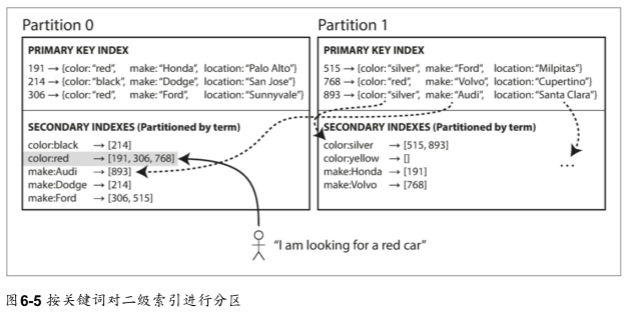 Partition 0
PRIMARY KEY INDEX
191 → {color: “red”, make: “Honda”, location: “Palo Alto”}
214 → {color: “black”, make: “Dodge”, location: “San Jose”}
306 → {color: “red”, make: “Ford”, location: “Sunnyvale”}
SECONDARY INDEXES (Partitioned by term)
color:black → [214]
color:red → [191, 306, 768]
make:Audi → [893]
make:Dodge → [214]
make:Ford → [306, 515]
Partition 1
PRIMARY KEY INDEX
515 → {color: “silver”, make: “Ford”, location: “Milpitas”}
768 → {color: “red”, make: “Volvo”, location: “Cupertino”}
893 → {color: “silver”, make: “Audi”, location: “Santa Clara”}
SECONDARY INDEXES (Partitioned by term)
color:silver → [515, 893]
color:yellow → []
make:Honda → [191]
make:Volvo → [768]
...
“I am looking for a red car”
图6-5 按关键词对二级索引进行分区